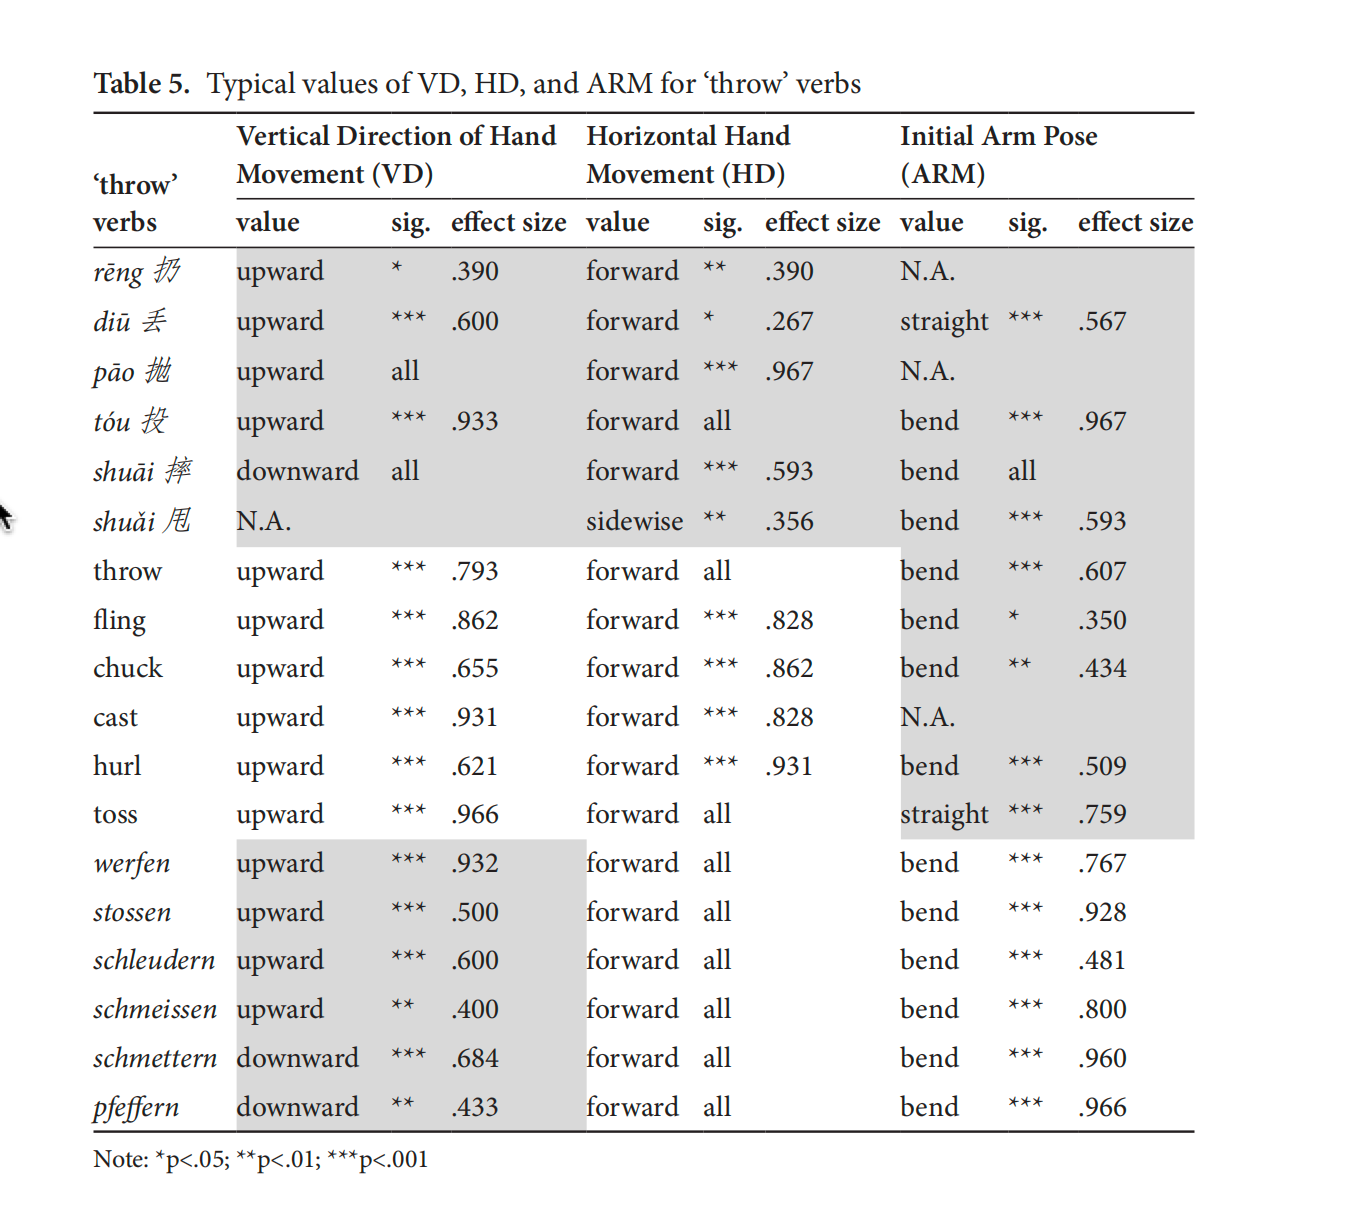 Table 5. Typical values of VD, HD, and ARM for ‘throw’ verbs
‘throw’ verbs Vertical Direction of Hand Movement (VD) Horizontal Hand Movement (HD) Initial Arm Pose (ARM)
value sig. effect size value sig. effect size value sig. effect size
rēng 扔 upward * .390 forward ** .390 N.A.
diū 丢 upward *** .600 forward * .267 straight *** .567
pāo 抛 upward all forward *** .967 N.A.
tóu 投 upward *** .933 forward all bend *** .967
shuāi 摔 downward all forward *** .593 bend all
shuǎi 甩 N.A. sidewise ** .356 bend *** .593
throw upward *** .793 forward all bend *** .607
fling upward *** .862 forward *** .828 bend * .350
chuck upward *** .655 forward *** .862 bend ** .434
cast upward *** .931 forward *** .828 N.A.
hurl upward *** .621 forward *** .931 bend *** .509
toss upward *** .966 forward all straight *** .759
werfen upward *** .932 forward all bend *** .767
stossen upward *** .500 forward all bend *** .928
schleudern upward *** .600 forward all bend *** .481
schmeissen upward ** .400 forward all bend *** .800
schmettern downward *** .684 forward all bend *** .960
pfeffern downward ** .433 forward all bend *** .966
Note: *p<.05; **p<.01; ***p<.001